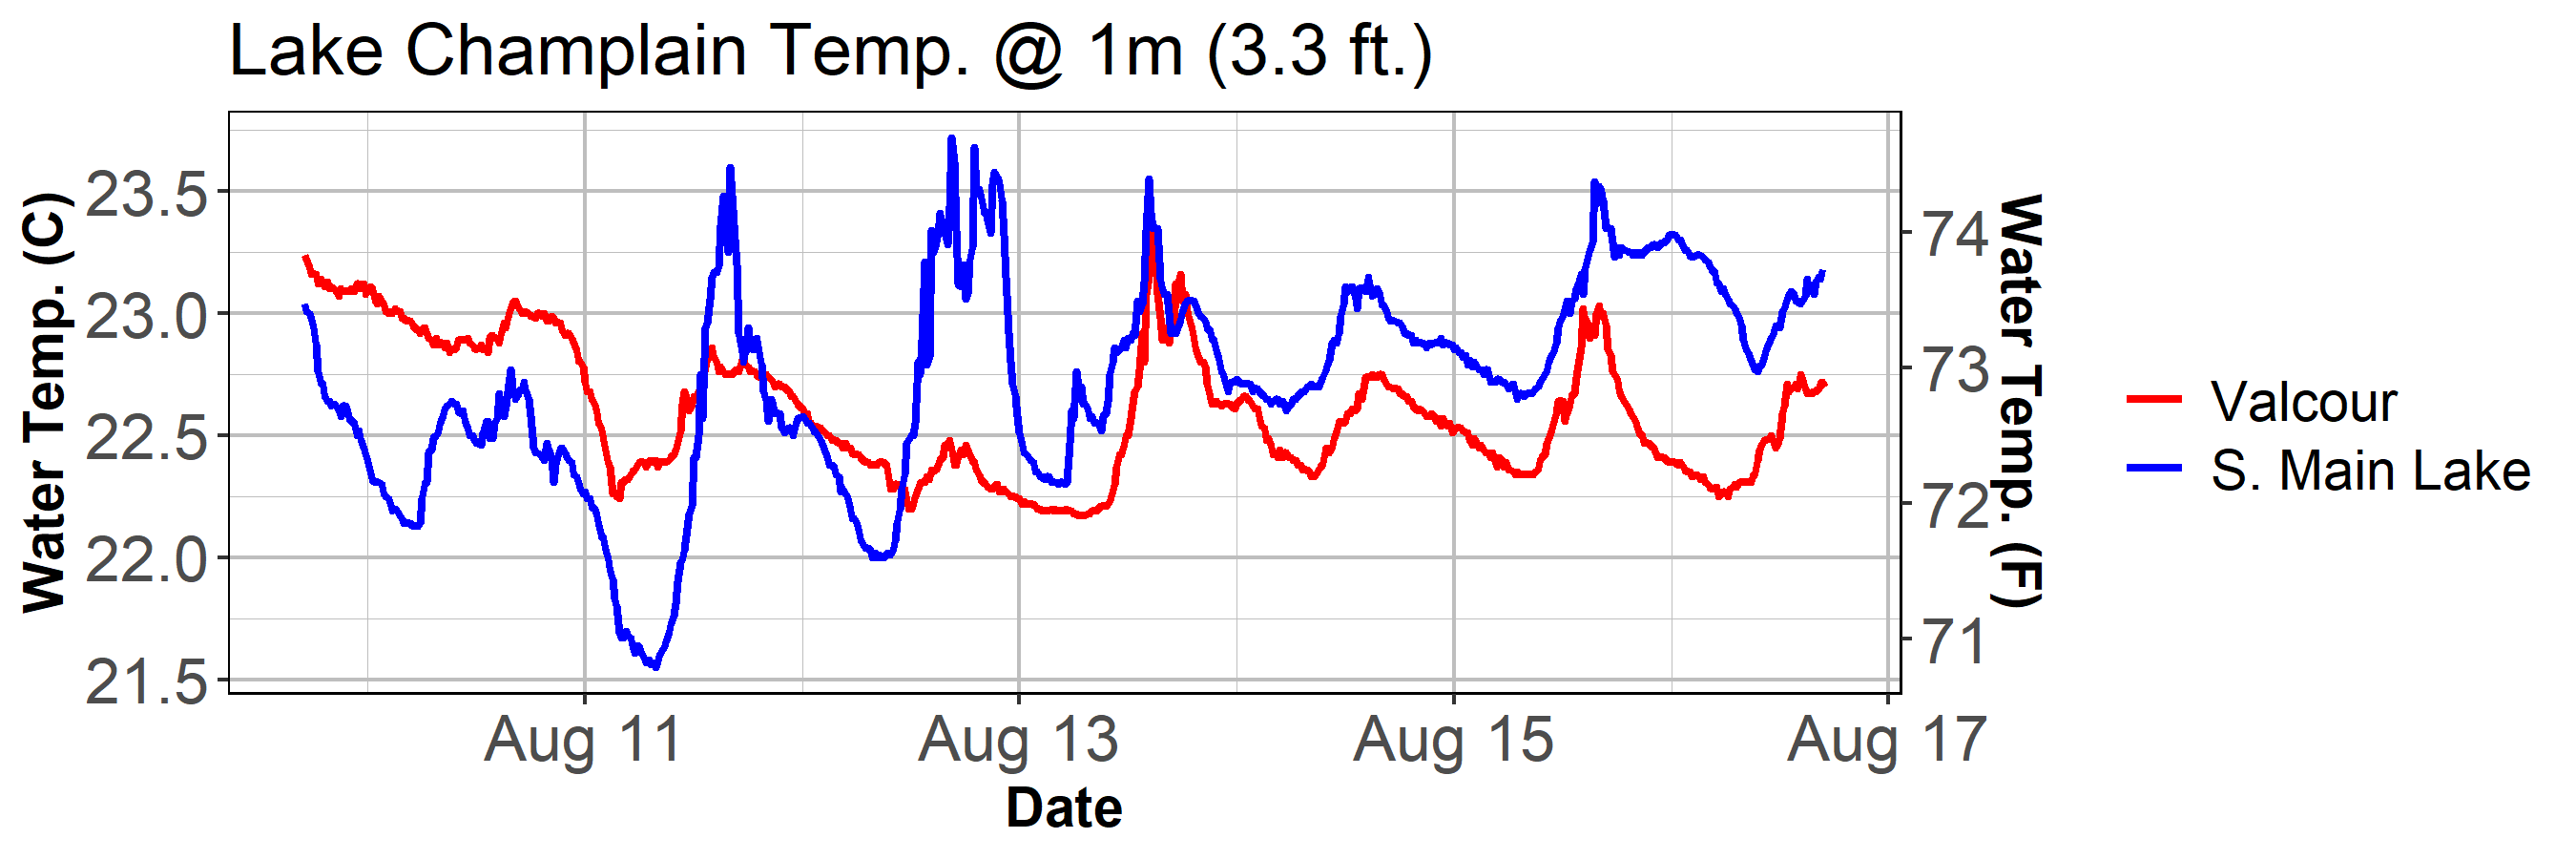 Lake Champlain Temp. @ 1m (3.3 ft.)
Water Temp. (C)
23.5
23.0
22.5
22.0
21.5
74
73
72
71
Water Temp. (F)
Aug 11
Aug 13
Aug 15
Aug 17
Date
Valcour
S. Main Lake